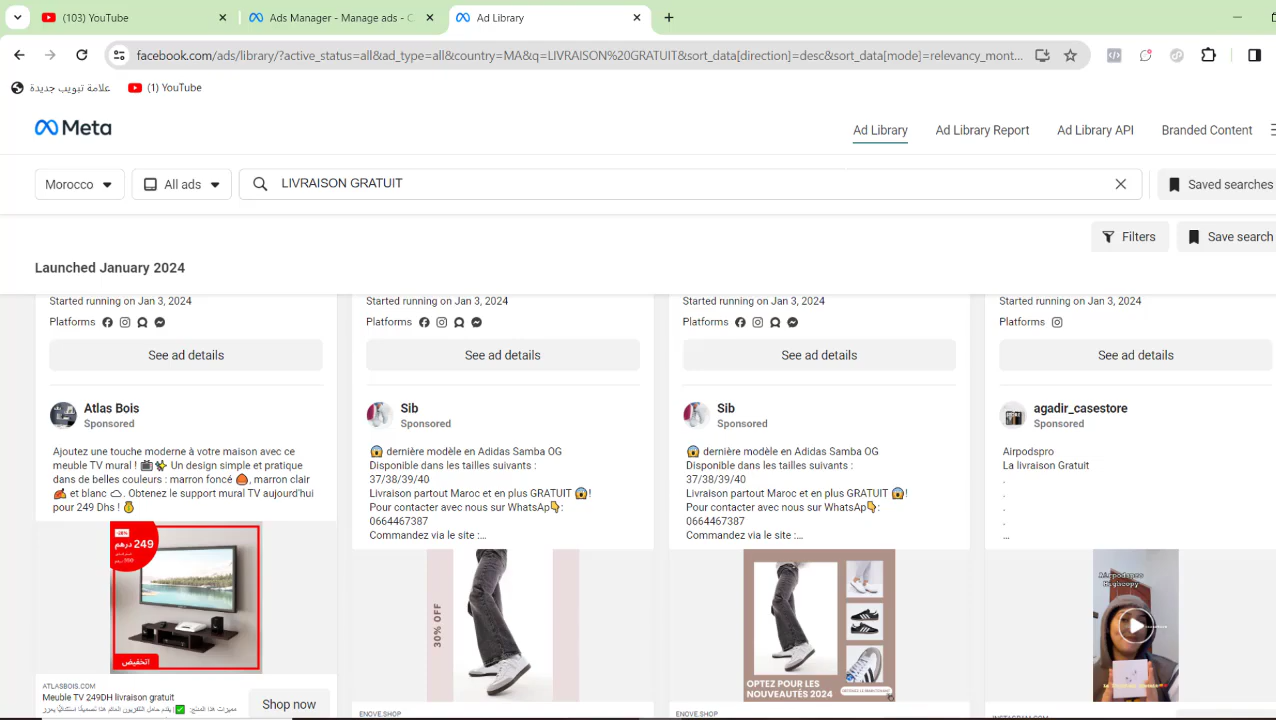 (103) YouTube
Ads Manager - Manage ads - C
Ad Library
facebook.com/ads/library/?active_status=all&ad_type=all&country=MA&q=LIVRAISON%20GRATUIT&sort_data[direction]=desc&sort_data[mode]=relevancy_mont...
علامة تبويب جديدة
(1) YouTube
Meta
Ad Library
Ad Library Report
Ad Library API
Branded Content
Morocco
All ads
LIVRAISON GRATUIT
Saved searches
Filters
Save search
Launched January 2024
Started running on Jan 3, 2024
Platforms
See ad details
Atlas Bois
Sponsored
Ajoutez une touche moderne à votre maison avec ce
meuble TV mural ! 📺✨ Un design simple et pratique
dans de belles couleurs : marron foncé 🌰, marron clair
🍂 et blanc ☁. Obtenez le support mural TV aujourd'hui
pour 249 Dhs ! 💰
249 درهم
التخفيض
ATLASBOIS.COM
Meuble TV 249DH livraison gratuit
Shop now
Started running on Jan 3, 2024
Platforms
See ad details
Sib
Sponsored
😱 dernière modèle en Adidas Samba OG
Disponible dans les tailles suivants :
37/38/39/40
Livraison partout Maroc et en plus GRATUIT 😱!
Pour contacter avec nous sur WhatsAp👇:
0664467387
Commandez via le site :...
30% OFF
ENOVE.SHOP
Started running on Jan 3, 2024
Platforms
See ad details
Sib
Sponsored
😱 dernière modèle en Adidas Samba OG
Disponible dans les tailles suivants :
37/38/39/40
Livraison partout Maroc et en plus GRATUIT 😱!
Pour contacter avec nous sur WhatsAp👇:
0664467387
Commandez via le site :...
OPTEZ POUR LES
NOUVEAUTÉS 2024
ENOVE.SHOP
Started running on Jan 3, 2024
Platforms
See ad details
agadir_casestore
Sponsored
Airpodspro
La livraison Gratuit
.
.
.
.
.
...
Airpodspro
INSTAGRAM.COM